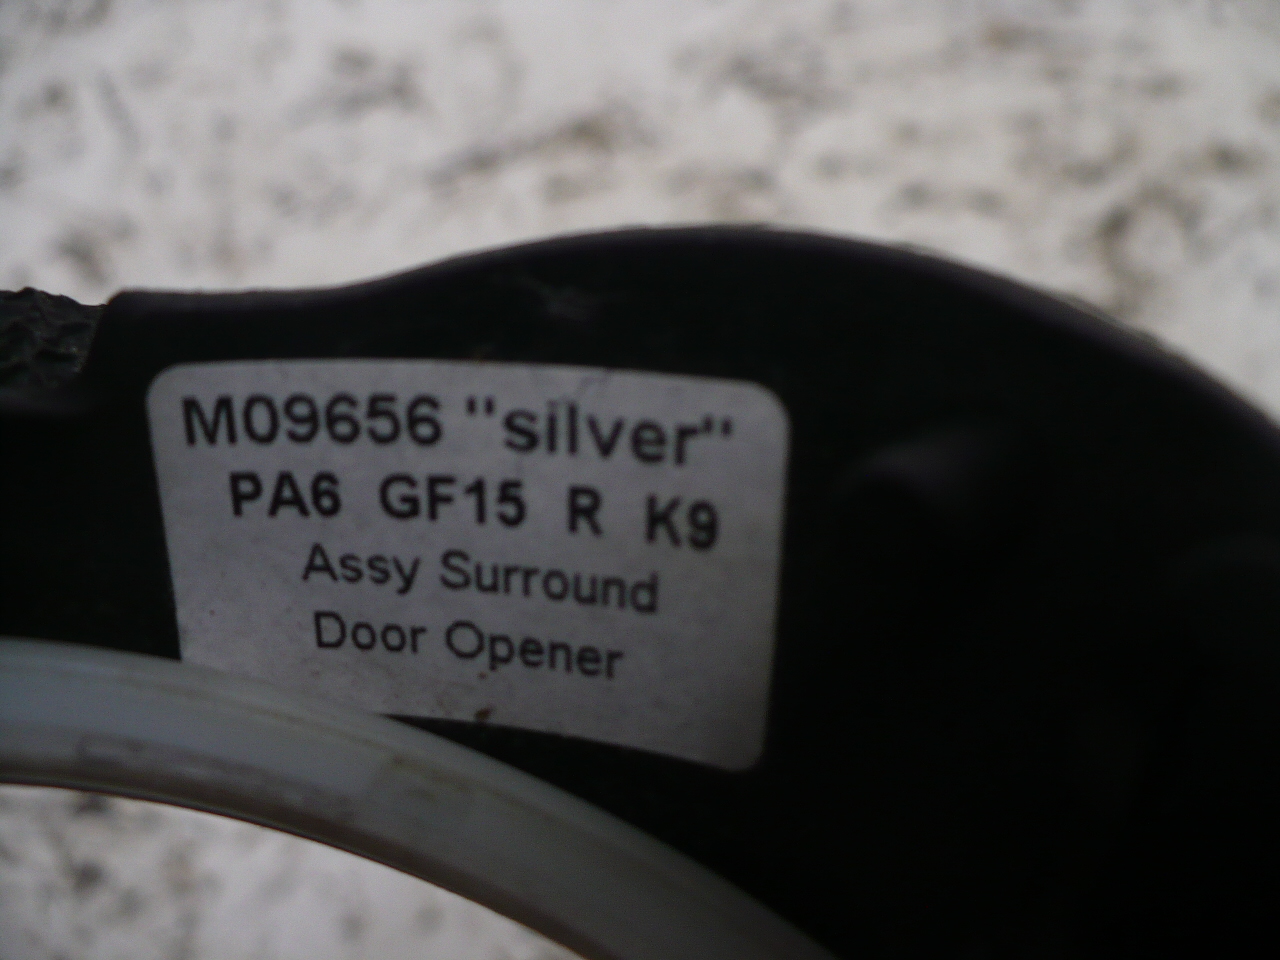 M09656 "silver"
PA6 GF15 R K9
Assy Surround
Door Opener